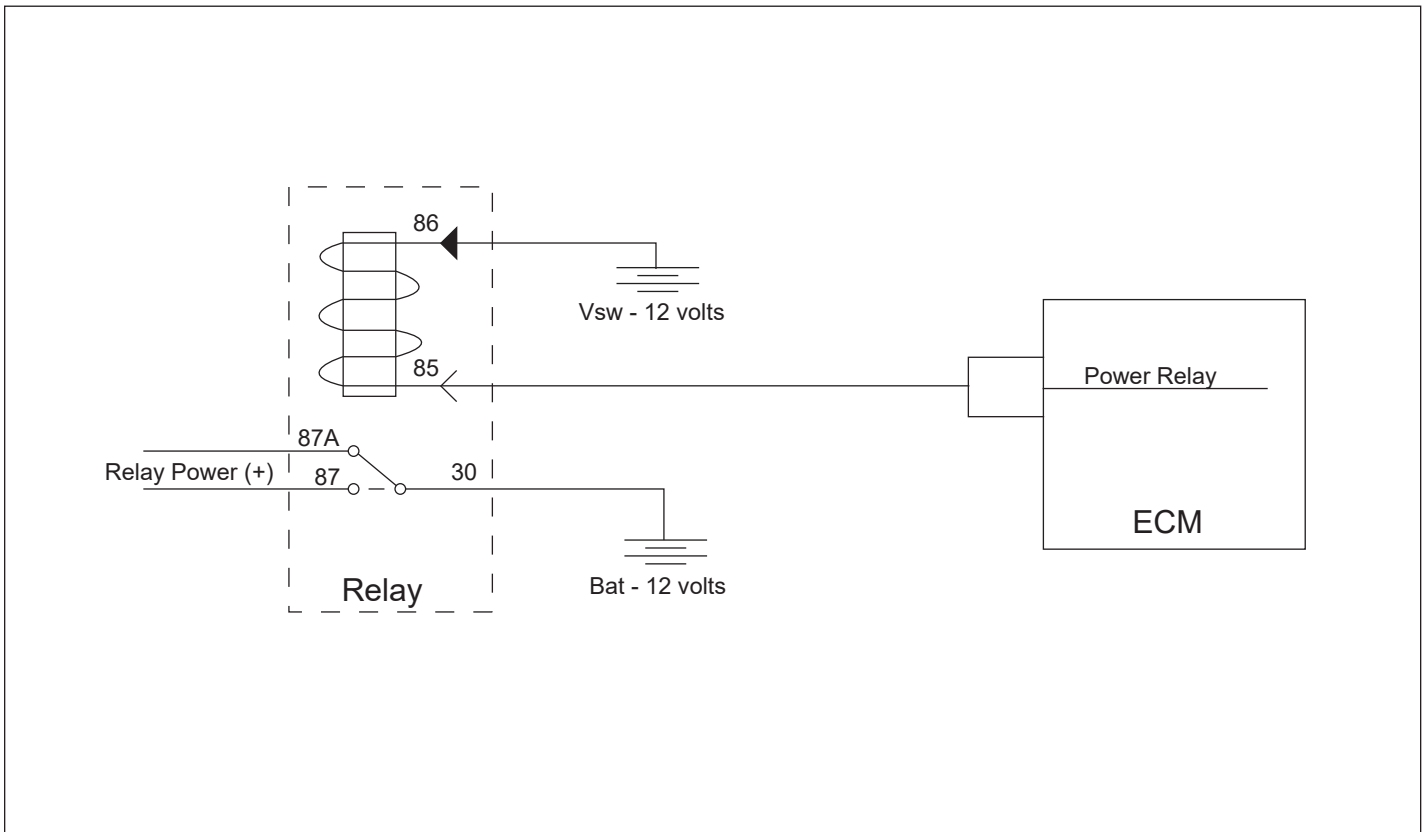 86
Vsw - 12 volts
85
Power Relay
87A
Relay Power (+)
87
30
ECM
Bat - 12 volts
Relay